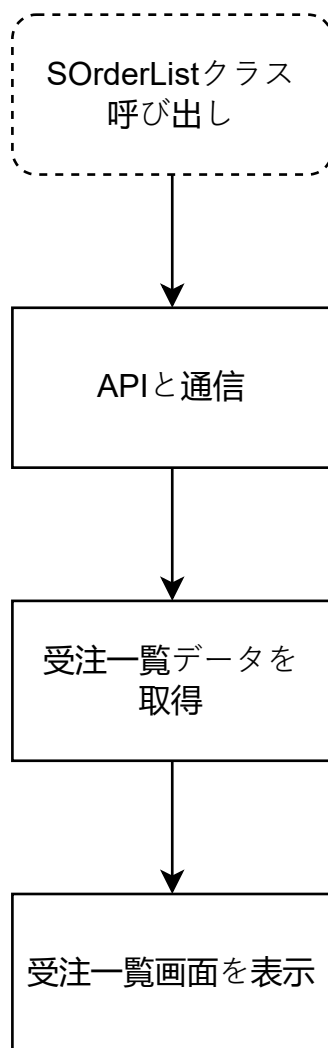 SOrderListクラス
呼び出し
APIと通信
受注一覧データを
取得
受注一覧画面を表示